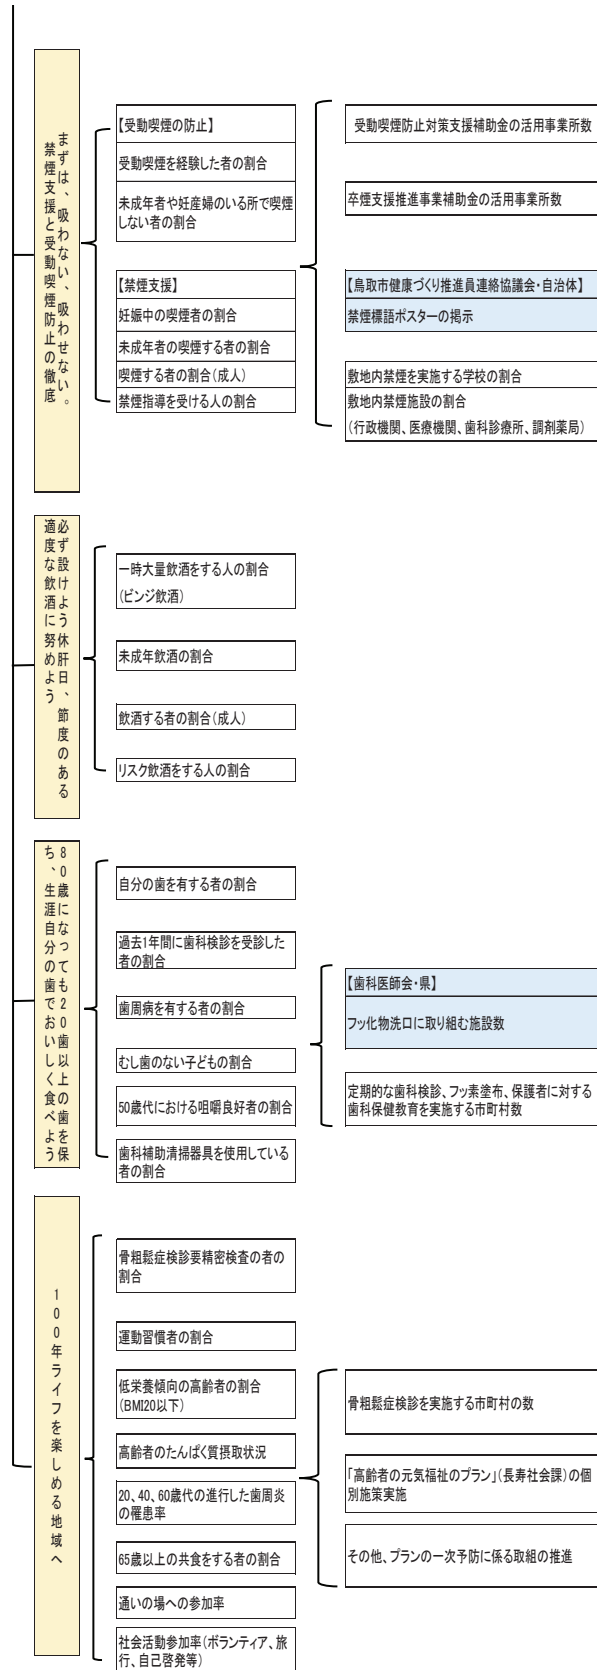 まずは、吸わない、吸わせない。
禁煙支援と受動喫煙防止の徹底
【受動喫煙の防止】
受動喫煙を経験した者の割合
未成年者や妊産婦のいる所で喫煙
しない者の割合
【禁煙支援】
妊娠中の喫煙者の割合
未成年者の喫煙する者の割合
喫煙する者の割合(成人)
禁煙指導を受ける人の割合
受動喫煙防止対策支援補助金の活用事業所数
卒煙支援推進事業補助金の活用事業所数
【鳥取市健康づくり推進員連絡協議会・自治体】
禁煙標語ポスターの掲示
敷地内禁煙を実施する学校の割合
敷地内禁煙施設の割合
(行政機関、医療機関、歯科診療所、調剤薬局)
必ず設けよう休肝日、節度のある
適度な飲酒に努めよう
一時大量飲酒をする人の割合
(ビンジ飲酒)
未成年飲酒の割合
飲酒する者の割合(成人)
リスク飲酒をする人の割合
80歳になっても20歯以上の歯を保
ち、生涯自分の歯でおいしく食べよう
自分の歯を有する者の割合
過去1年間に歯科検診を受診した
者の割合
歯周病を有する者の割合
むし歯のない子どもの割合
50歳代における咀嚼良好者の割合
歯科補助清掃器具を使用している
者の割合
【歯科医師会・県】
フッ化物洗口に取り組む施設数
定期的な歯科検診、フッ素塗布、保護者に対する
歯科保健教育を実施する市町村数
100年ライフを楽しめる地域へ
骨粗鬆症検診要精密検査の者の
割合
運動習慣者の割合
低栄養傾向の高齢者の割合
(BMI20以下)
高齢者のたんぱく質摂取状況
20、40、60歳代の進行した歯周炎
の罹患率
65歳以上の共食をする者の割合
通いの場への参加率
社会活動参加率(ボランティア、旅
行、自己啓発等)
骨粗鬆症検診を実施する市町村の数
「高齢者の元気福祉のプラン」(長寿社会課)の個
別施策実施
その他、プランの一次予防に係る取組の推進